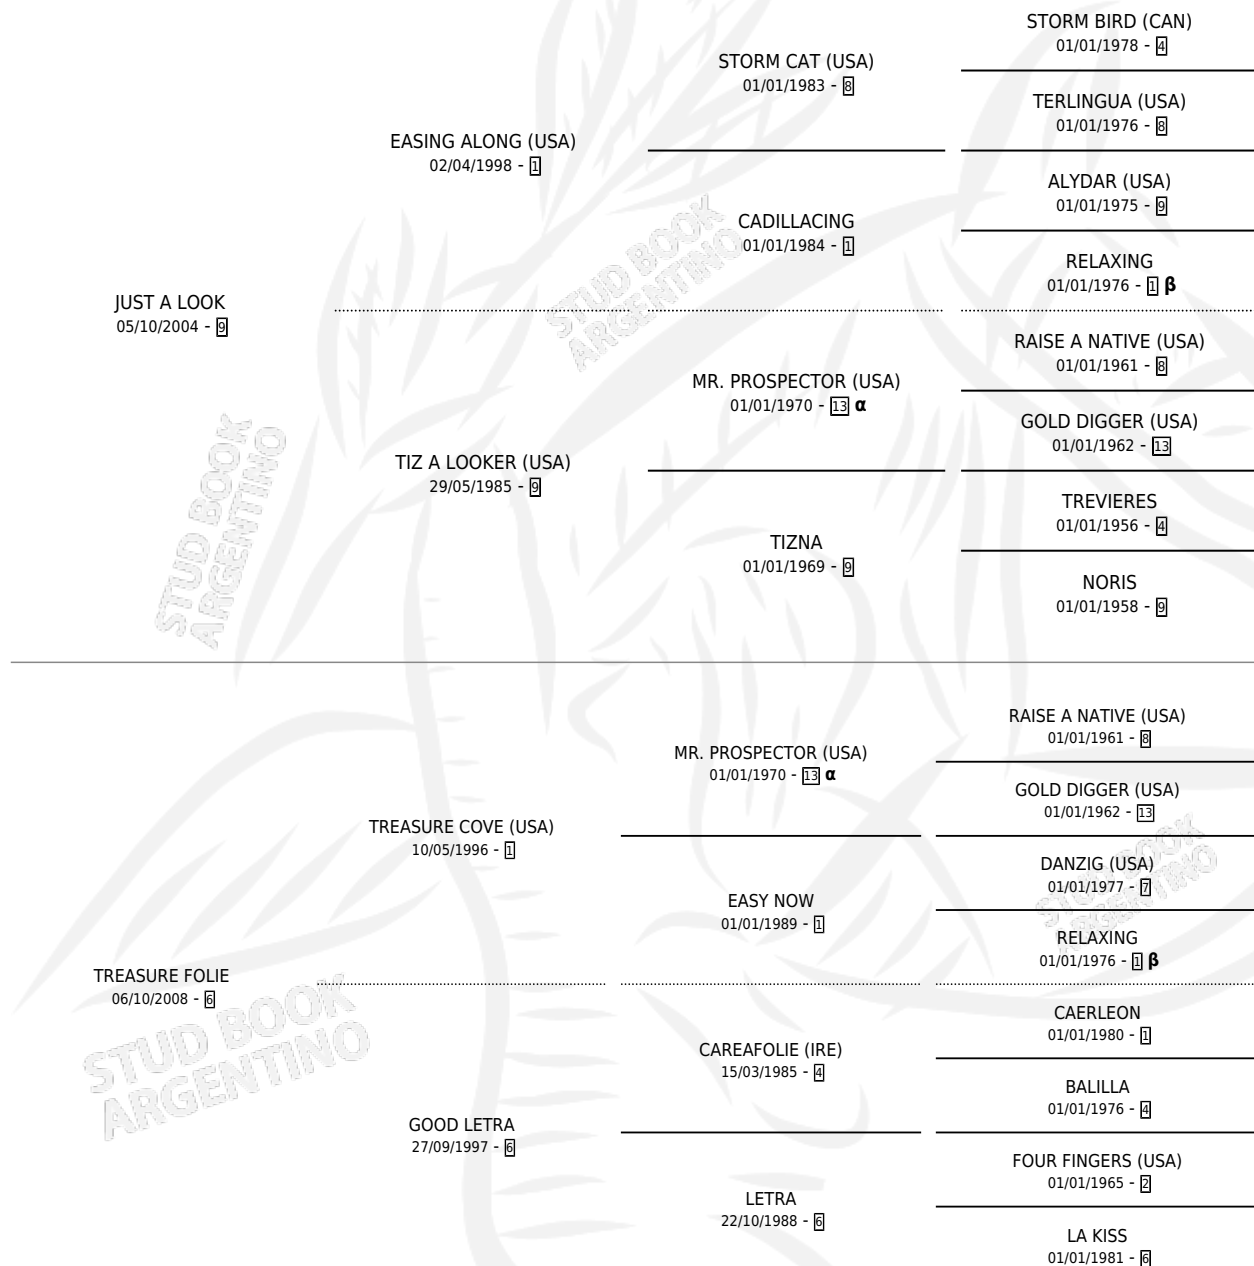 STORM BIRD (CAN)
01/01/1978 - 4
STORM CAT (USA)
01/01/1983 - 8
TERLINGUA (USA)
01/01/1976 - 8
EASING ALONG (USA)
02/04/1998 - 1
ALYDAR (USA)
01/01/1975 - 9
CADILLACING
01/01/1984 - 1
RELAXING
01/01/1976 - 1 β
JUST A LOOK
05/10/2004 - 9
RAISE A NATIVE (USA)
01/01/1961 - 8
MR. PROSPECTOR (USA)
01/01/1970 - 13 α
GOLD DIGGER (USA)
01/01/1962 - 13
TIZ A LOOKER (USA)
29/05/1985 - 9
TREVIERES
01/01/1956 - 4
TIZNA
01/01/1969 - 9
NORIS
01/01/1958 - 9
RAISE A NATIVE (USA)
01/01/1961 - 8
MR. PROSPECTOR (USA)
01/01/1970 - 13 α
GOLD DIGGER (USA)
01/01/1962 - 13
TREASURE COVE (USA)
10/05/1996 - 1
DANZIG (USA)
01/01/1977 - 7
EASY NOW
01/01/1989 - 1
RELAXING
01/01/1976 - 1 β
TREASURE FOLIE
06/10/2008 - 6
CAERLEON
01/01/1980 - 1
CAREAFOLIE (IRE)
15/03/1985 - 4
BALILLA
01/01/1976 - 4
GOOD LETRA
27/09/1997 - 6
FOUR FINGERS (USA)
01/01/1965 - 2
LETRA
22/10/1988 - 6
LA KISS
01/01/1981 - 6
STUD BOOK
ARGENTINO
STUD BOOK
ARGENTINO
STUD BOOK
ARGENTINO
STUD BOOK
ARGENTINO